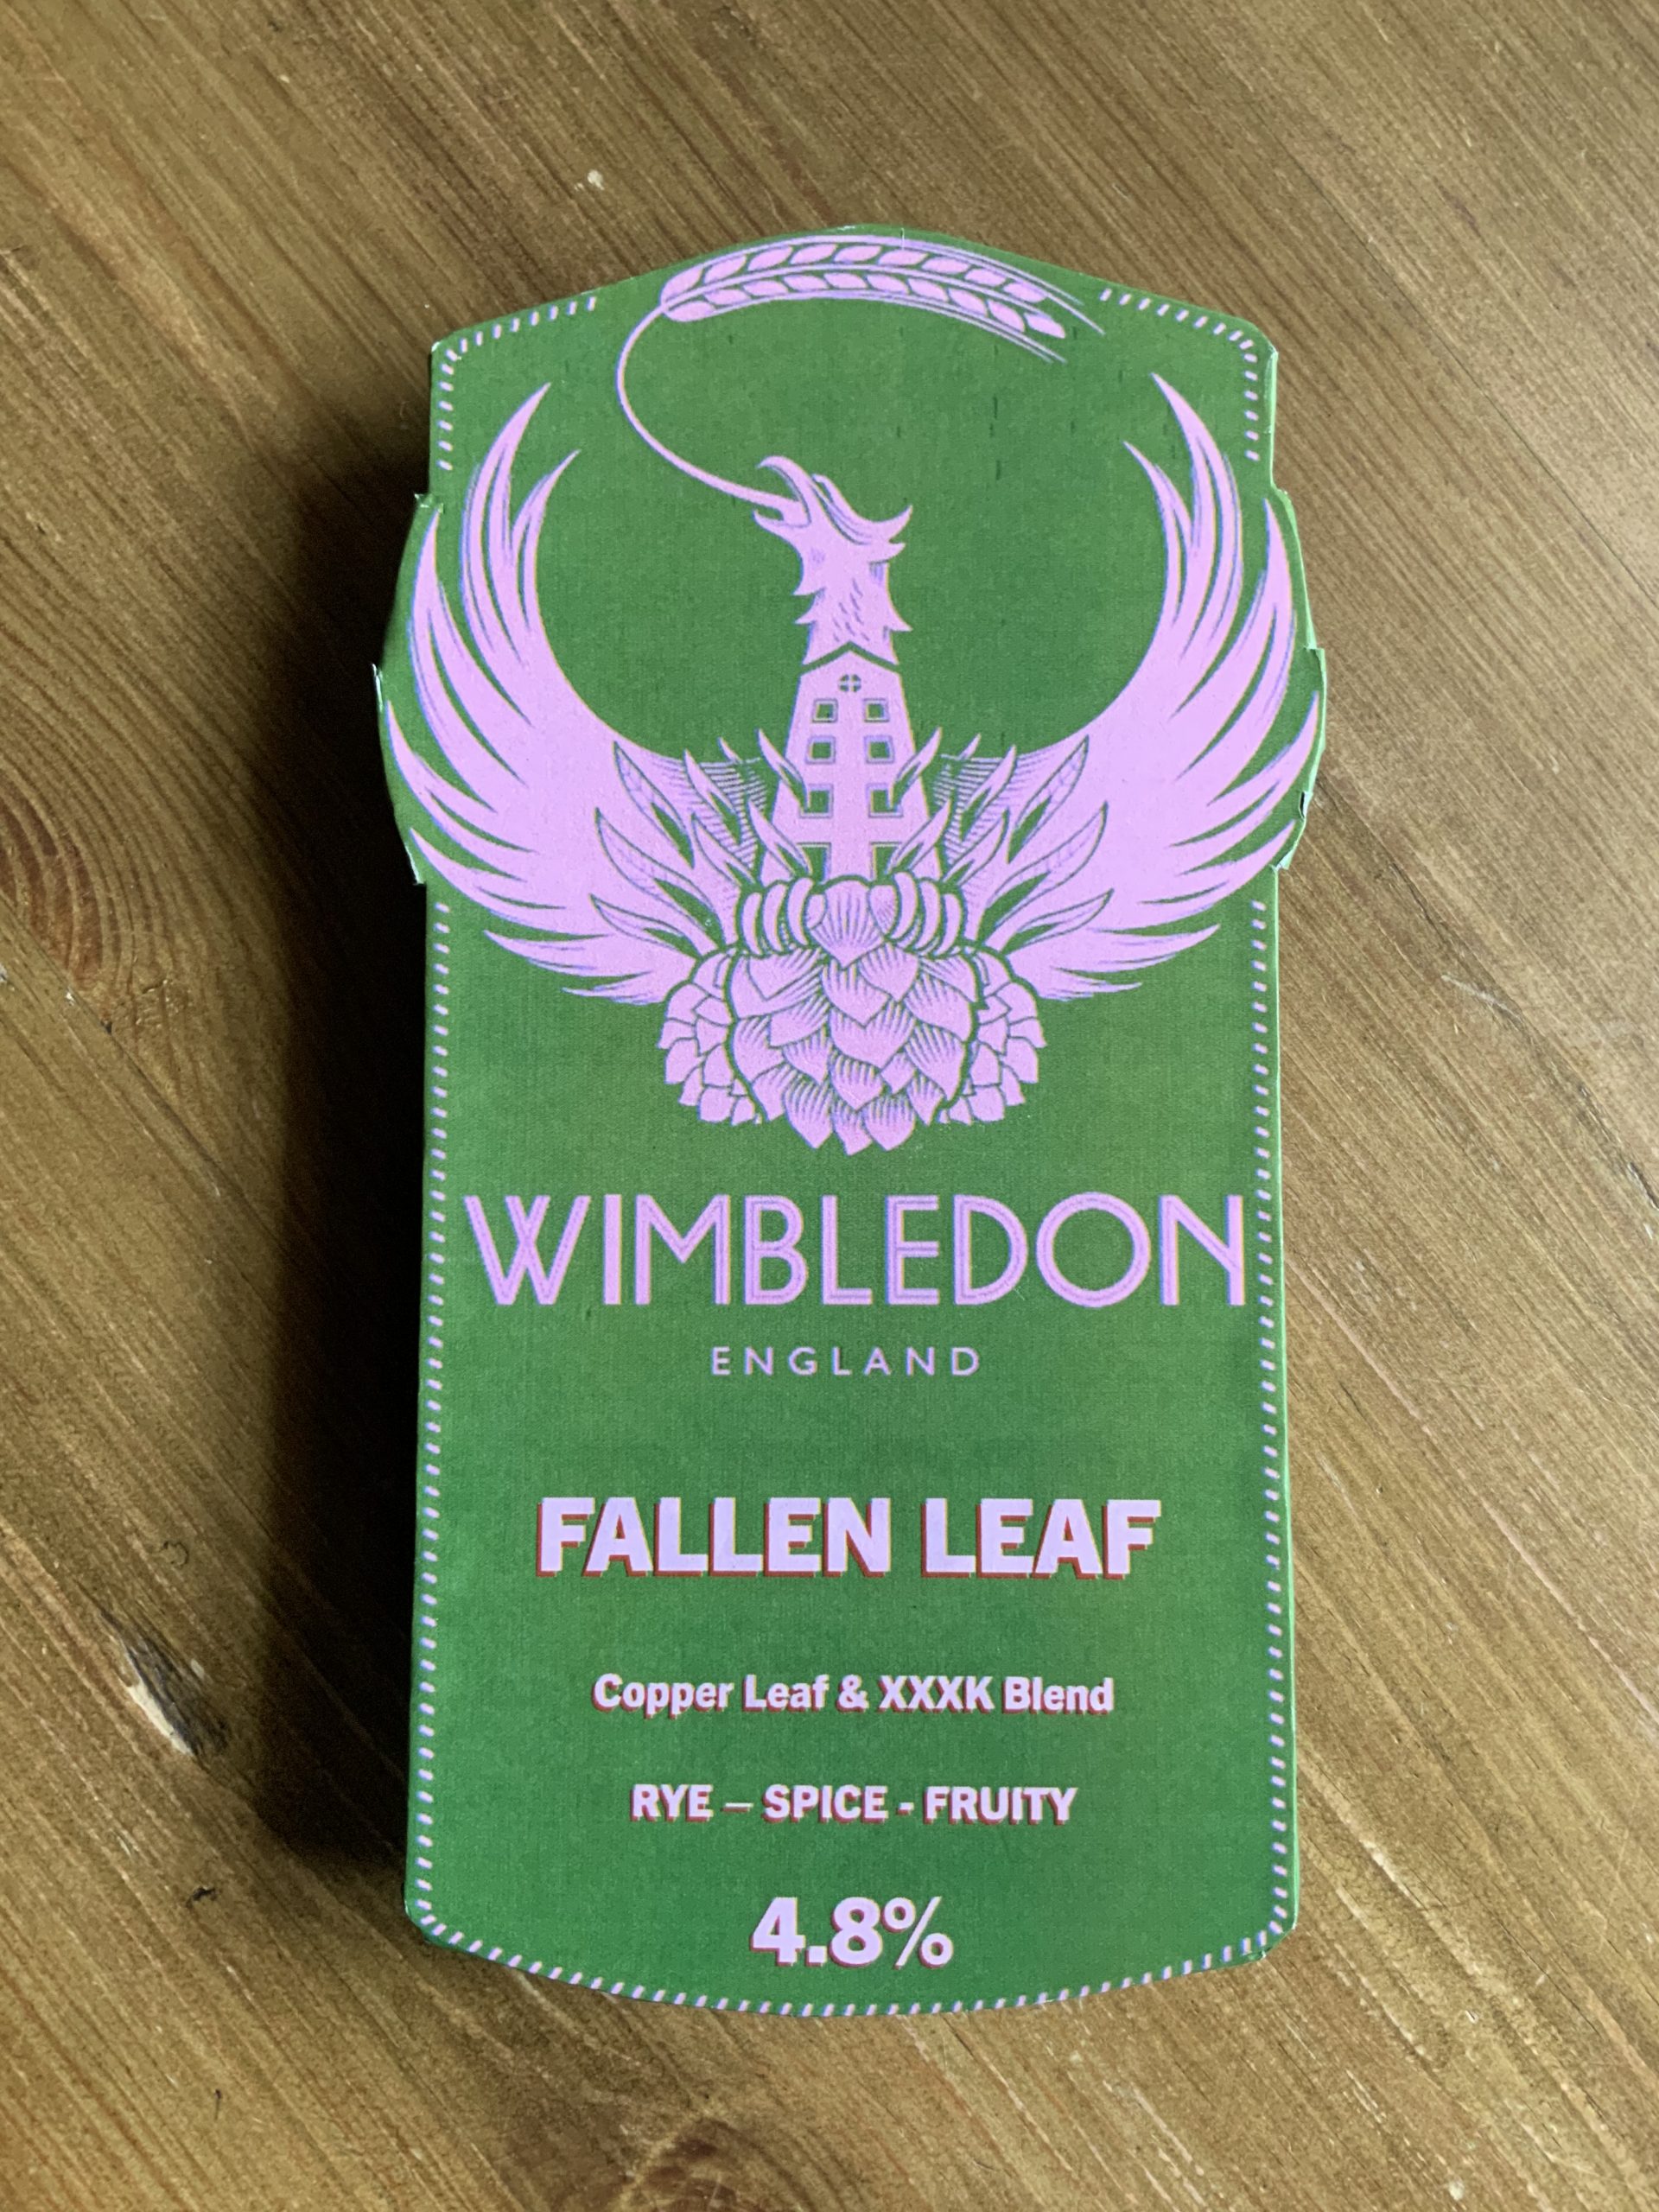 WIMBLEDON
ENGLAND
FALLEN LEAF
Copper Leaf & XXXK Blend
RYE – SPICE - FRUITY
4.8%